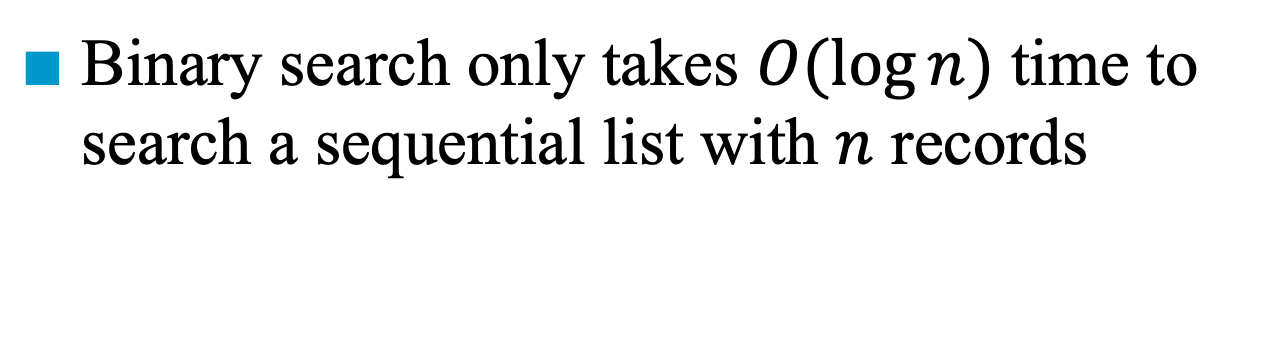 Binary search only takes O(log n) time to
search a sequential list with n records